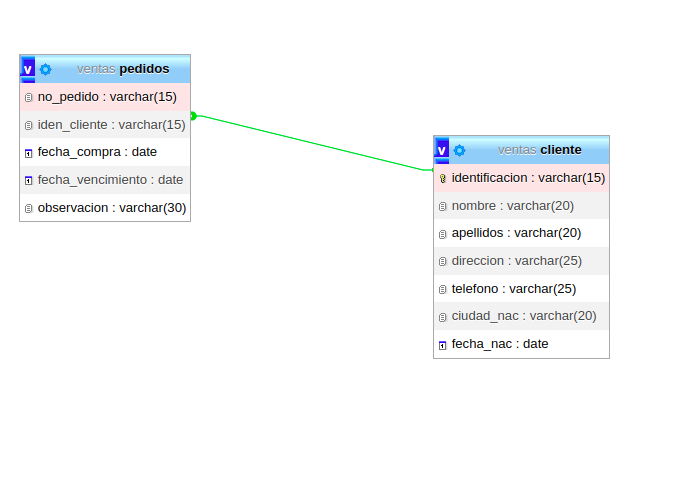 v ventas pedidos
no_pedido : varchar(15)
iden_cliente : varchar(15)
fecha_compra : date
fecha_vencimiento : date
observacion : varchar(30)
v ventas cliente
identificacion : varchar(15)
nombre : varchar(20)
apellidos : varchar(20)
direccion : varchar(25)
telefono : varchar(25)
ciudad_nac : varchar(20)
fecha_nac : date